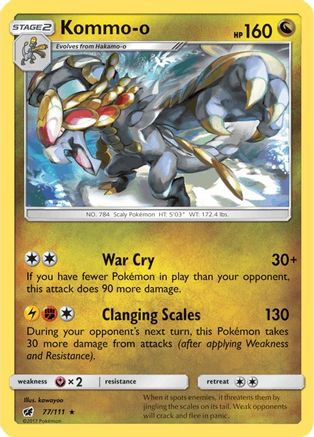 STAGE2 Kommo-o HP160
Evolves from Hakamo-o
NO. 784 Scaly Pokémon HT: 5'03" WT: 172.4 lbs.
War Cry 30+
If you have fewer Pokémon in play than your opponent,
this attack does 90 more damage.
Clanging Scales 130
During your opponent's next turn, this Pokémon takes
30 more damage from attacks (after applying Weakness
and Resistance).
weakness ×2 resistance retreat
Illus. kawayoo
77/111 ★
©2017 Pokémon
When it spots enemies, it threatens them by
jingling the scales on its tail. Weak opponents
will crack and flee in panic.